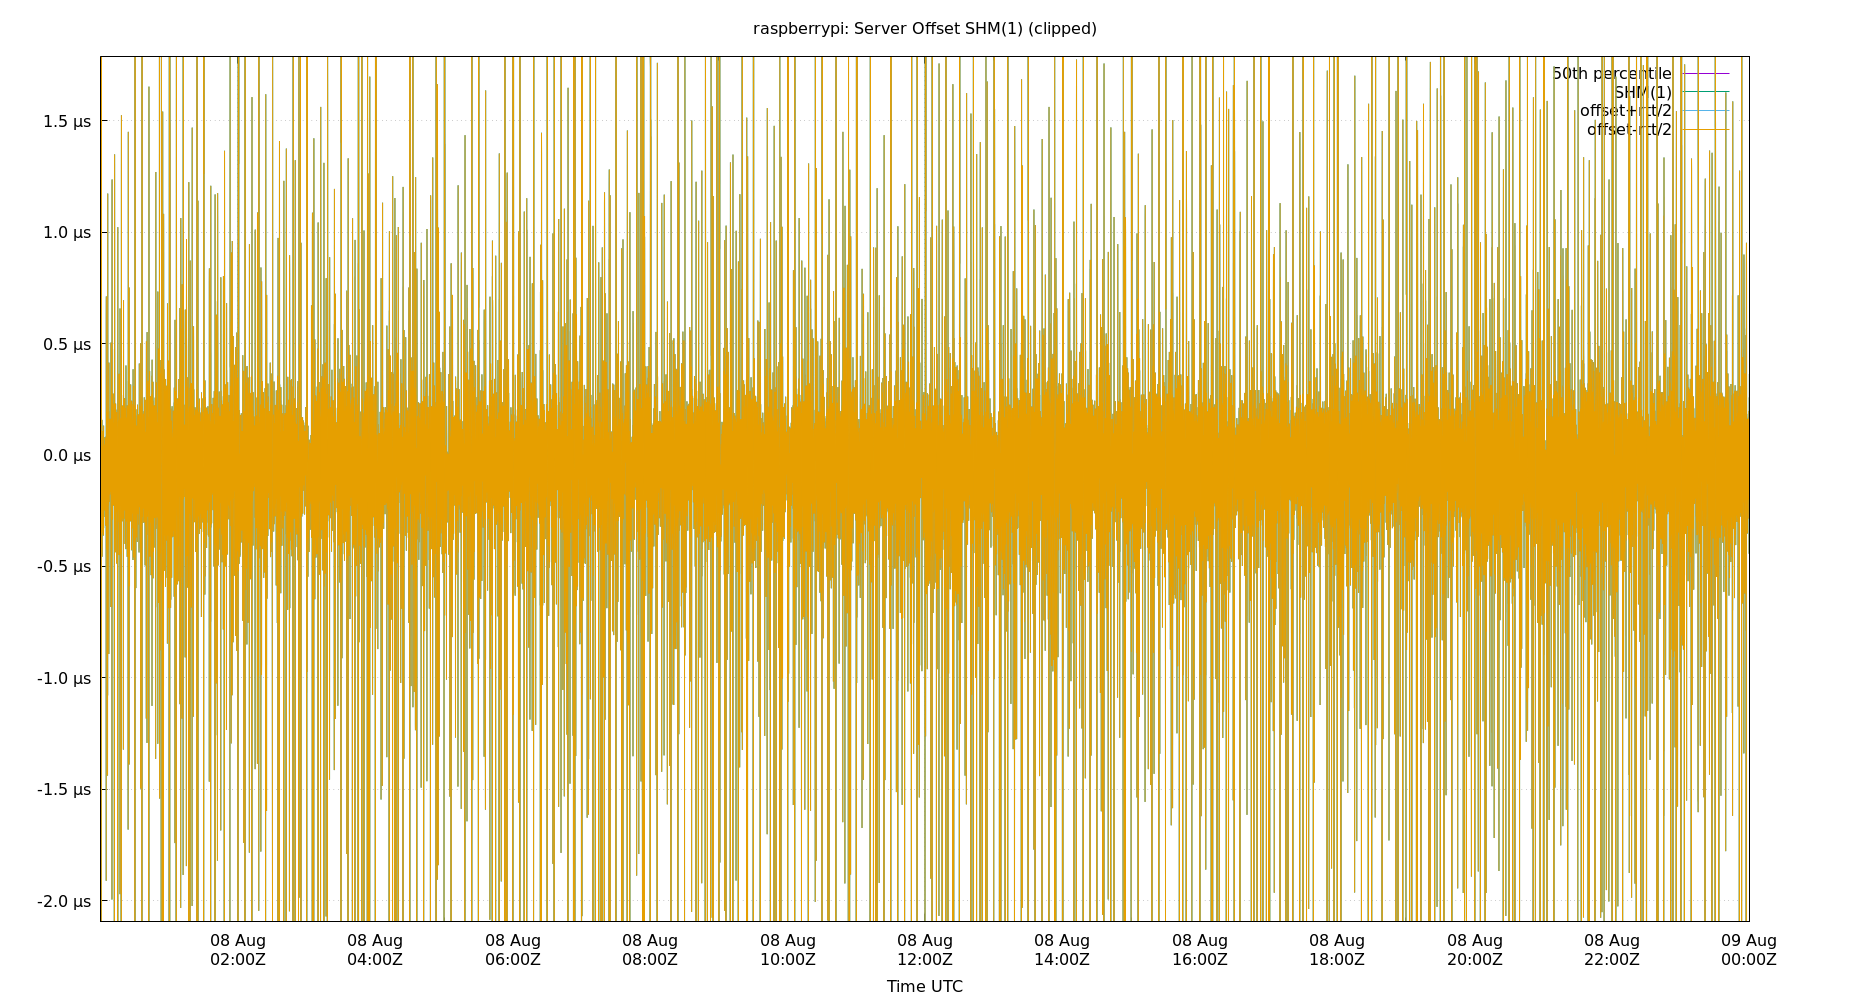 raspberrypi: Server Offset SHM(1) (clipped)
50th percentile
SHM(1)
offset+rtt/2
offset-rtt/2
1.5 µs
1.0 µs
0.5 µs
0.0 µs
-0.5 µs
-1.0 µs
-1.5 µs
-2.0 µs
08 Aug 08 Aug 08 Aug 08 Aug 08 Aug 08 Aug 08 Aug 08 Aug 08 Aug 08 Aug 08 Aug 09 Aug
02:00Z 04:00Z 06:00Z 08:00Z 10:00Z 12:00Z 14:00Z 16:00Z 18:00Z 20:00Z 22:00Z 00:00Z
Time UTC